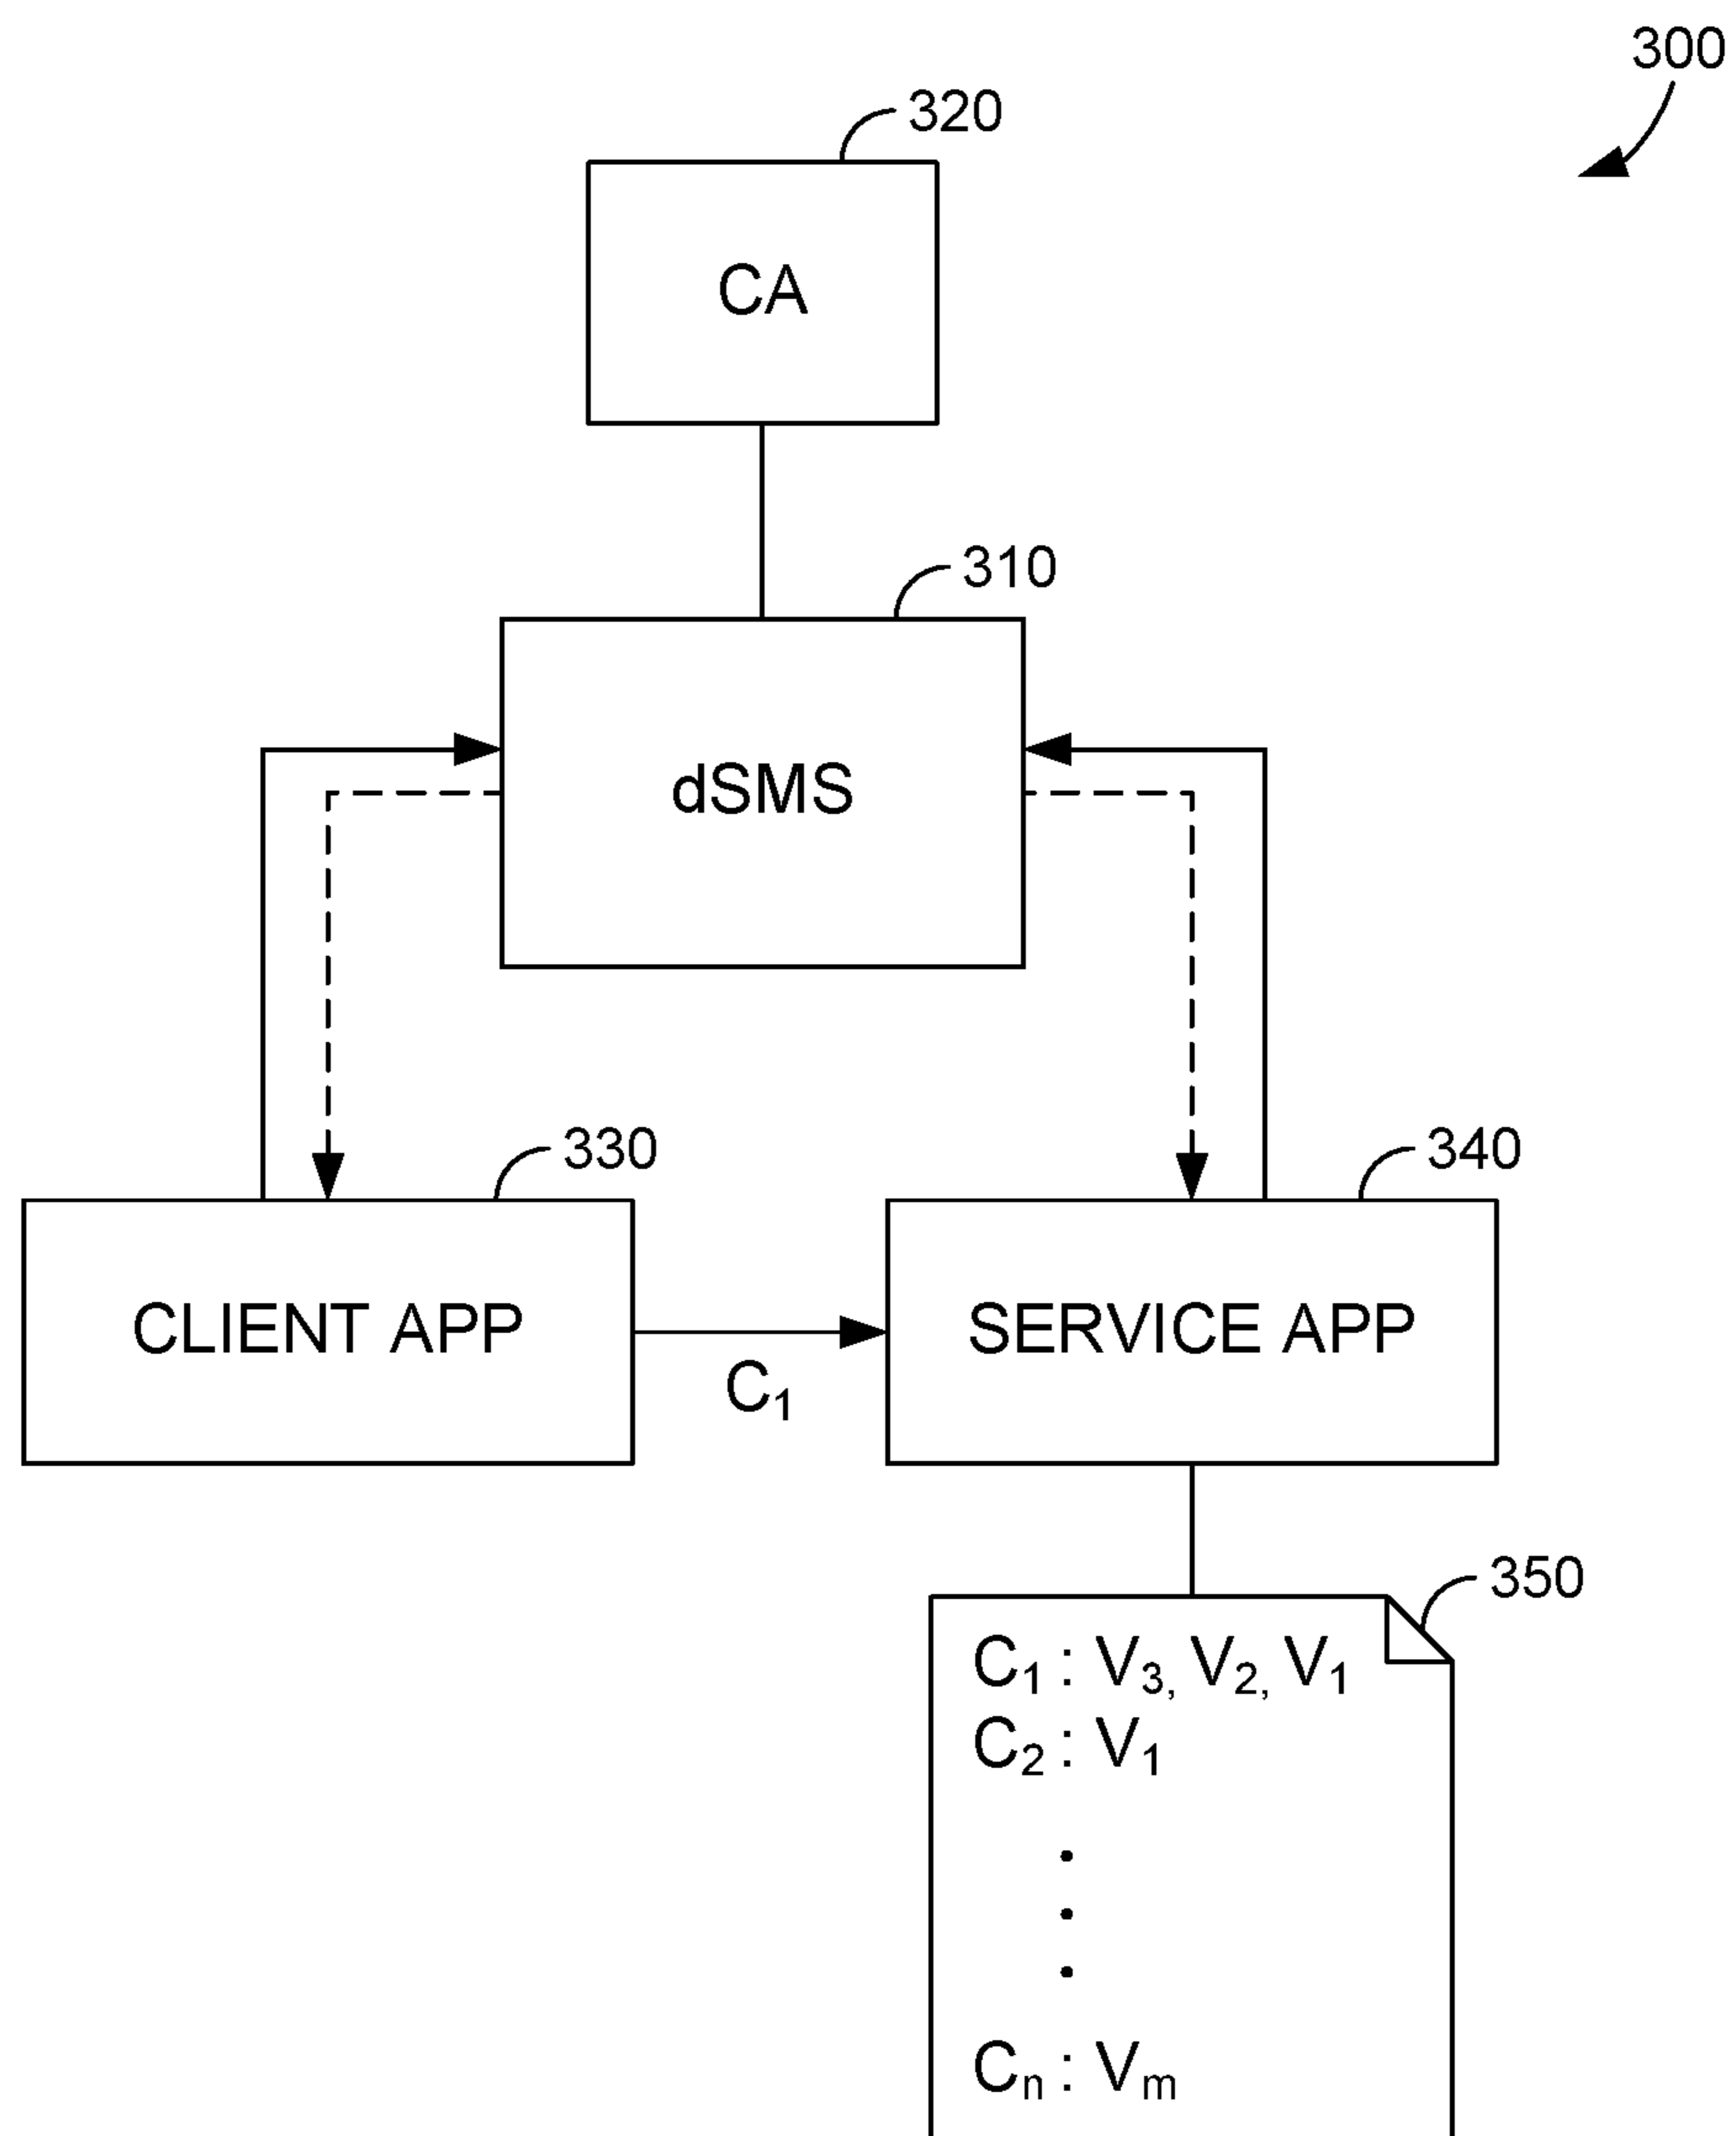 300
320
CA
310
dSMS
330
340
CLIENT APP
SERVICE APP
C₁
350
C₁ : V₃, V₂, V₁
C₂ : V₁
Cₙ : Vₘ